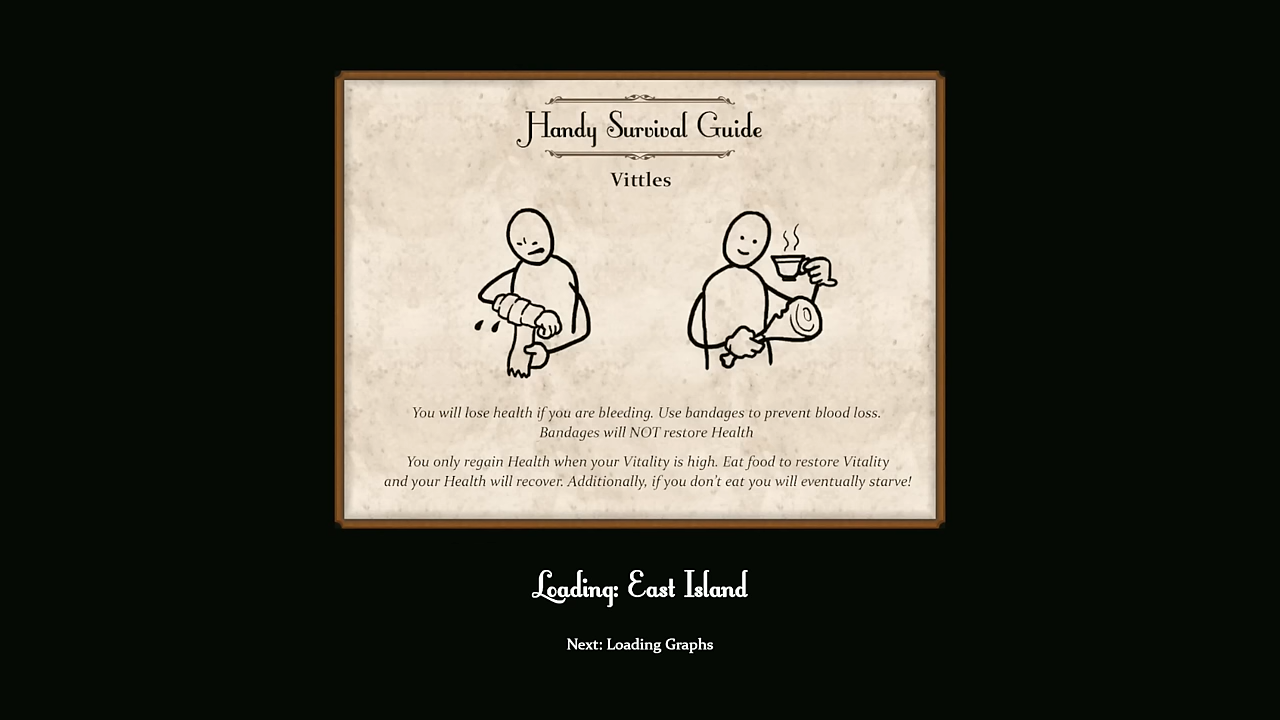 Handy Survival Guide
Vittles
You will lose health if you are bleeding. Use bandages to prevent blood loss.
Bandages will NOT restore Health
You only regain Health when your Vitality is high. Eat food to restore Vitality
and your Health will recover. Additionally, if you don't eat you will eventually starve!
Loading: East Island
Next: Loading Graphs